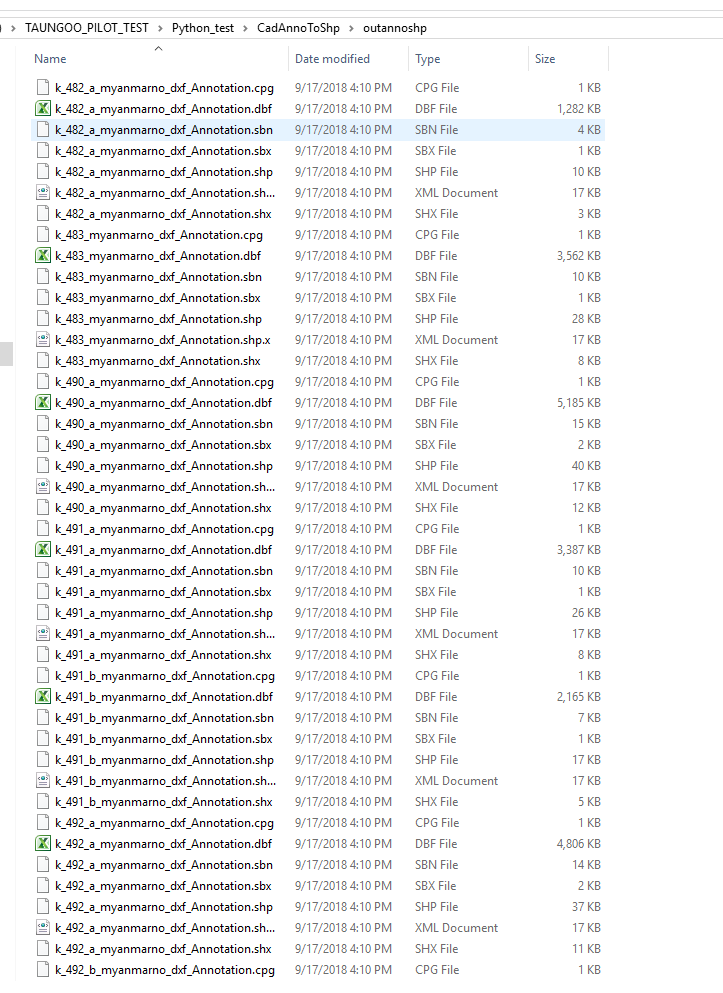 TAUNGOO_PILOT_TEST > Python_test > CadAnnoToShp > outannoshp
Name Date modified Type Size
k_482_a_myanmarno_dxf_Annotation.cpg 9/17/2018 4:10 PM CPG File 1 KB
k_482_a_myanmarno_dxf_Annotation.dbf 9/17/2018 4:10 PM DBF File 1,282 KB
k_482_a_myanmarno_dxf_Annotation.sbn 9/17/2018 4:10 PM SBN File 4 KB
k_482_a_myanmarno_dxf_Annotation.sbx 9/17/2018 4:10 PM SBX File 1 KB
k_482_a_myanmarno_dxf_Annotation.shp 9/17/2018 4:10 PM SHP File 10 KB
k_482_a_myanmarno_dxf_Annotation.sh... 9/17/2018 4:10 PM XML Document 17 KB
k_482_a_myanmarno_dxf_Annotation.shx 9/17/2018 4:10 PM SHX File 3 KB
k_483_myanmarno_dxf_Annotation.cpg 9/17/2018 4:10 PM CPG File 1 KB
k_483_myanmarno_dxf_Annotation.dbf 9/17/2018 4:10 PM DBF File 3,562 KB
k_483_myanmarno_dxf_Annotation.sbn 9/17/2018 4:10 PM SBN File 10 KB
k_483_myanmarno_dxf_Annotation.sbx 9/17/2018 4:10 PM SBX File 1 KB
k_483_myanmarno_dxf_Annotation.shp 9/17/2018 4:10 PM SHP File 28 KB
k_483_myanmarno_dxf_Annotation.shp.x 9/17/2018 4:10 PM XML Document 17 KB
k_483_myanmarno_dxf_Annotation.shx 9/17/2018 4:10 PM SHX File 8 KB
k_490_a_myanmarno_dxf_Annotation.cpg 9/17/2018 4:10 PM CPG File 1 KB
k_490_a_myanmarno_dxf_Annotation.dbf 9/17/2018 4:10 PM DBF File 5,185 KB
k_490_a_myanmarno_dxf_Annotation.sbn 9/17/2018 4:10 PM SBN File 15 KB
k_490_a_myanmarno_dxf_Annotation.sbx 9/17/2018 4:10 PM SBX File 2 KB
k_490_a_myanmarno_dxf_Annotation.shp 9/17/2018 4:10 PM SHP File 40 KB
k_490_a_myanmarno_dxf_Annotation.sh... 9/17/2018 4:10 PM XML Document 17 KB
k_490_a_myanmarno_dxf_Annotation.shx 9/17/2018 4:10 PM SHX File 12 KB
k_491_a_myanmarno_dxf_Annotation.cpg 9/17/2018 4:10 PM CPG File 1 KB
k_491_a_myanmarno_dxf_Annotation.dbf 9/17/2018 4:10 PM DBF File 3,387 KB
k_491_a_myanmarno_dxf_Annotation.sbn 9/17/2018 4:10 PM SBN File 10 KB
k_491_a_myanmarno_dxf_Annotation.sbx 9/17/2018 4:10 PM SBX File 1 KB
k_491_a_myanmarno_dxf_Annotation.shp 9/17/2018 4:10 PM SHP File 26 KB
k_491_a_myanmarno_dxf_Annotation.sh... 9/17/2018 4:10 PM XML Document 17 KB
k_491_a_myanmarno_dxf_Annotation.shx 9/17/2018 4:10 PM SHX File 8 KB
k_491_b_myanmarno_dxf_Annotation.cpg 9/17/2018 4:10 PM CPG File 1 KB
k_491_b_myanmarno_dxf_Annotation.dbf 9/17/2018 4:10 PM DBF File 2,165 KB
k_491_b_myanmarno_dxf_Annotation.sbn 9/17/2018 4:10 PM SBN File 7 KB
k_491_b_myanmarno_dxf_Annotation.sbx 9/17/2018 4:10 PM SBX File 1 KB
k_491_b_myanmarno_dxf_Annotation.shp 9/17/2018 4:10 PM SHP File 17 KB
k_491_b_myanmarno_dxf_Annotation.sh... 9/17/2018 4:10 PM XML Document 17 KB
k_491_b_myanmarno_dxf_Annotation.shx 9/17/2018 4:10 PM SHX File 5 KB
k_492_a_myanmarno_dxf_Annotation.cpg 9/17/2018 4:10 PM CPG File 1 KB
k_492_a_myanmarno_dxf_Annotation.dbf 9/17/2018 4:10 PM DBF File 4,806 KB
k_492_a_myanmarno_dxf_Annotation.sbn 9/17/2018 4:10 PM SBN File 14 KB
k_492_a_myanmarno_dxf_Annotation.sbx 9/17/2018 4:10 PM SBX File 2 KB
k_492_a_myanmarno_dxf_Annotation.shp 9/17/2018 4:10 PM SHP File 37 KB
k_492_a_myanmarno_dxf_Annotation.sh... 9/17/2018 4:10 PM XML Document 17 KB
k_492_a_myanmarno_dxf_Annotation.shx 9/17/2018 4:10 PM SHX File 11 KB
k_492_b_myanmarno_dxf_Annotation.cpg 9/17/2018 4:10 PM CPG File 1 KB